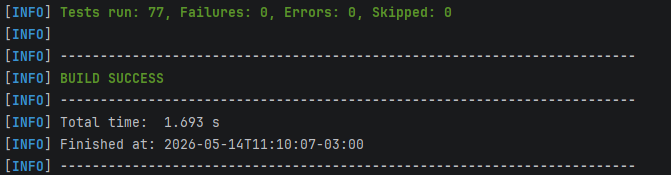 [INFO] Tests run: 77, Failures: 0, Errors: 0, Skipped: 0
[INFO]
[INFO] ------------------------------------------------------------------------
[INFO] BUILD SUCCESS
[INFO] ------------------------------------------------------------------------
[INFO] Total time:  1.693 s
[INFO] Finished at: 2026-05-14T11:10:07-03:00
[INFO] ------------------------------------------------------------------------